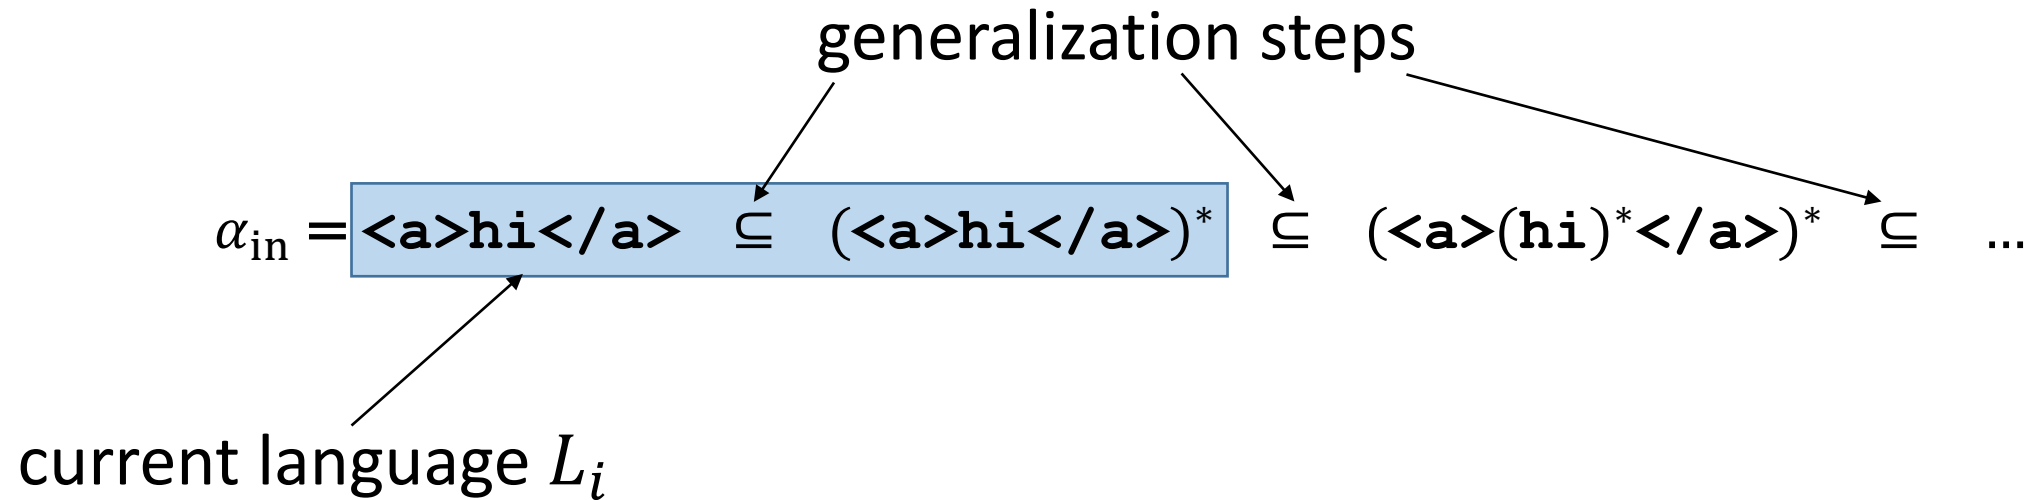 generalization steps
α_in = <a>hi</a> ⊆ (<a>hi</a>)* ⊆ (<a>(hi)*</a>)* ⊆ …
current language L_i